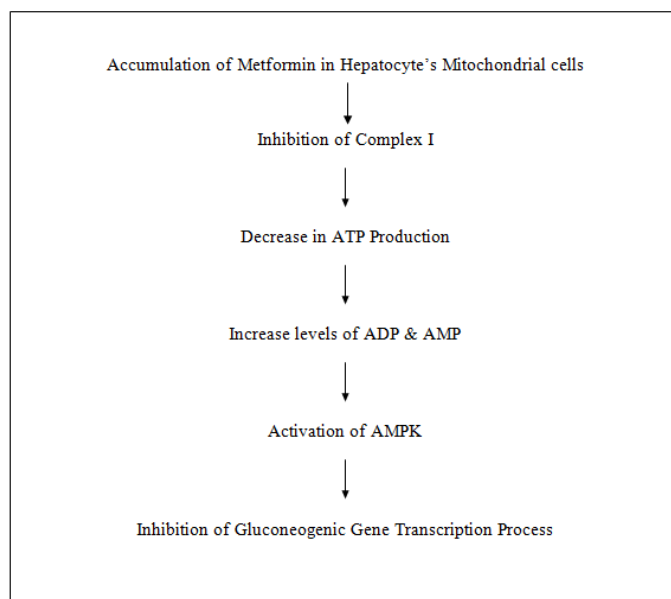 Accumulation of Metformin in Hepatocyte’s Mitochondrial cells
Inhibition of Complex I
Decrease in ATP Production
Increase levels of ADP & AMP
Activation of AMPK
Inhibition of Gluconeogenic Gene Transcription Process